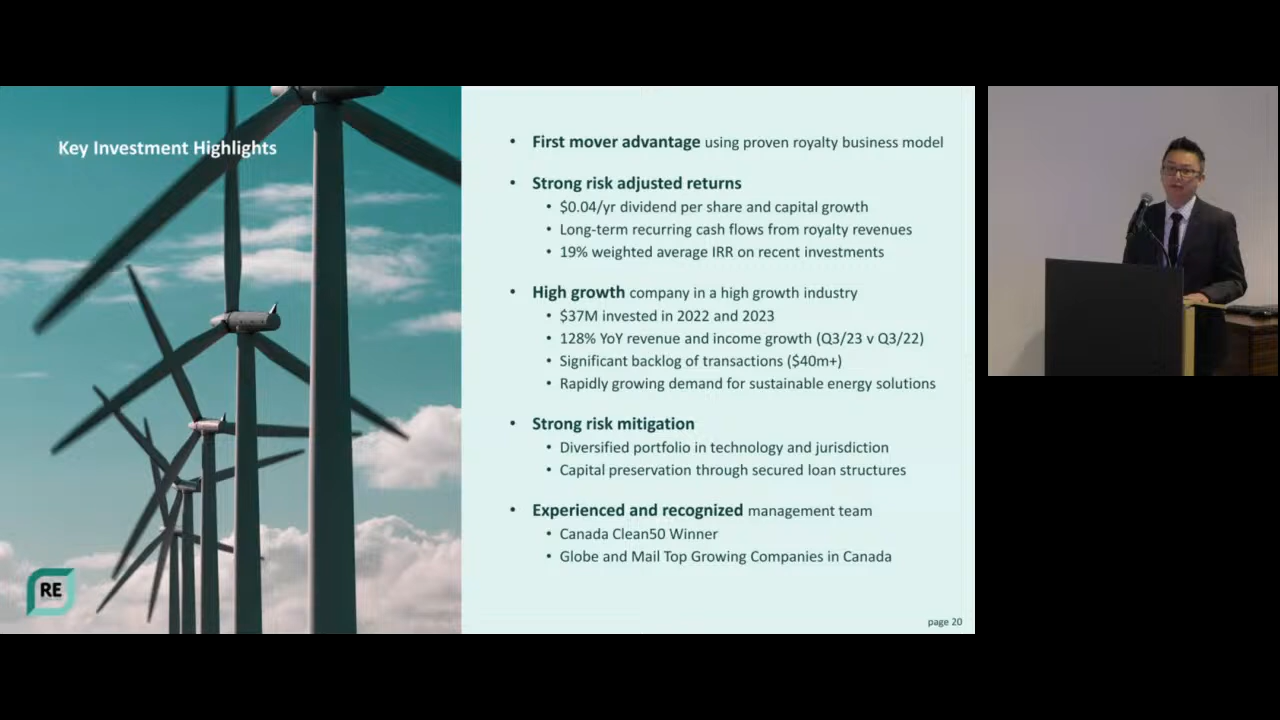 Key Investment Highlights
• First mover advantage using proven royalty business model
• Strong risk adjusted returns
• $0.04/yr dividend per share and capital growth
• Long-term recurring cash flows from royalty revenues
• 19% weighted average IRR on recent investments
• High growth company in a high growth industry
• $37M invested in 2022 and 2023
• 128% YoY revenue and income growth (Q3/23 v Q3/22)
• Significant backlog of transactions ($40m+)
• Rapidly growing demand for sustainable energy solutions
• Strong risk mitigation
• Diversified portfolio in technology and jurisdiction
• Capital preservation through secured loan structures
• Experienced and recognized management team
• Canada Clean50 Winner
• Globe and Mail Top Growing Companies in Canada
RE
page 20